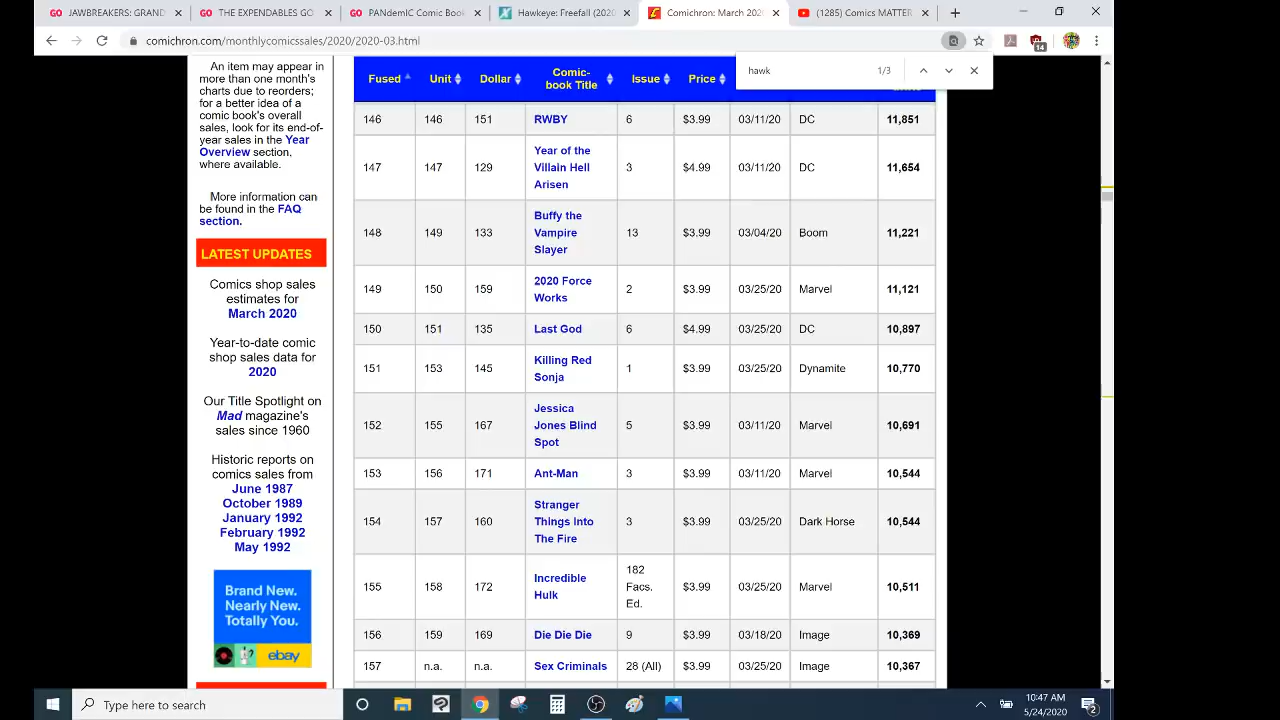 JAWBREAKERS: GRAND
THE EXPENDABLES GO
PANdemIC Comic Book
Hawkeye: Freefall (2020
Comichron: March 2020
(1285) Comics MATTER
comichron.com/monthlycomicssales/2020/2020-03.html
14
hawk
1/3
An item may appear in
more than one month's
charts due to reorders;
for a better idea of a
comic book's overall
sales, look for its end-of-
year sales in the Year
Overview section,
where available.
More information can
be found in the FAQ
section.
LATEST UPDATES
Comics shop sales
estimates for
March 2020
Year-to-date comic
shop sales data for
2020
Our Title Spotlight on
Mad magazine's
sales since 1960
Historic reports on
comics sales from
June 1987
October 1989
January 1992
February 1992
May 1992
Brand New.
Nearly New.
Totally You.
ebay
Fused Unit Dollar Comic-book Title Issue Price
146 146 151 RWBY 6 $3.99 03/11/20 DC 11,851
147 147 129 Year of the Villain Hell Arisen 3 $4.99 03/11/20 DC 11,654
148 149 133 Buffy the Vampire Slayer 13 $3.99 03/04/20 Boom 11,221
149 150 159 2020 Force Works 2 $3.99 03/25/20 Marvel 11,121
150 151 135 Last God 6 $4.99 03/25/20 DC 10,897
151 153 145 Killing Red Sonja 1 $3.99 03/25/20 Dynamite 10,770
152 155 167 Jessica Jones Blind Spot 5 $3.99 03/11/20 Marvel 10,691
153 156 171 Ant-Man 3 $3.99 03/11/20 Marvel 10,544
154 157 160 Stranger Things Into The Fire 3 $3.99 03/25/20 Dark Horse 10,544
155 158 172 Incredible Hulk 182 Facs. Ed. $3.99 03/25/20 Marvel 10,511
156 159 169 Die Die Die 9 $3.99 03/18/20 Image 10,369
157 n.a. n.a. Sex Criminals 28 (All) $3.99 03/25/20 Image 10,367
Type here to search
10:47 AM
5/24/2020
2